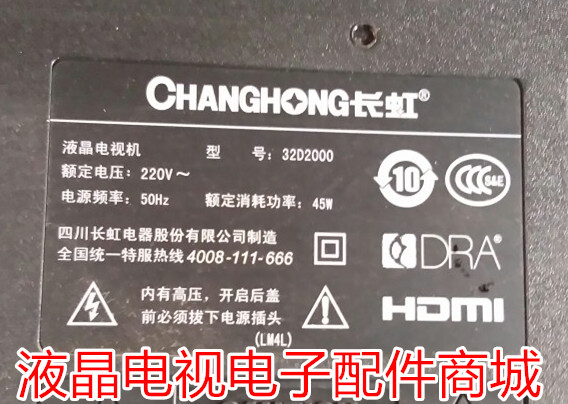 CHANGHONG长虹®
液晶电视机 型 号：32D2000
额定电压：220V～
电源频率：50Hz 额定消耗功率：45W
10
CCC S&E
四川长虹电器股份有限公司制造
全国统一特服热线 4008-111-666
DRA®
内有高压，开启后盖
前必须拔下电源插头
HDMI
(LM4L)
液晶电视电子配件商城